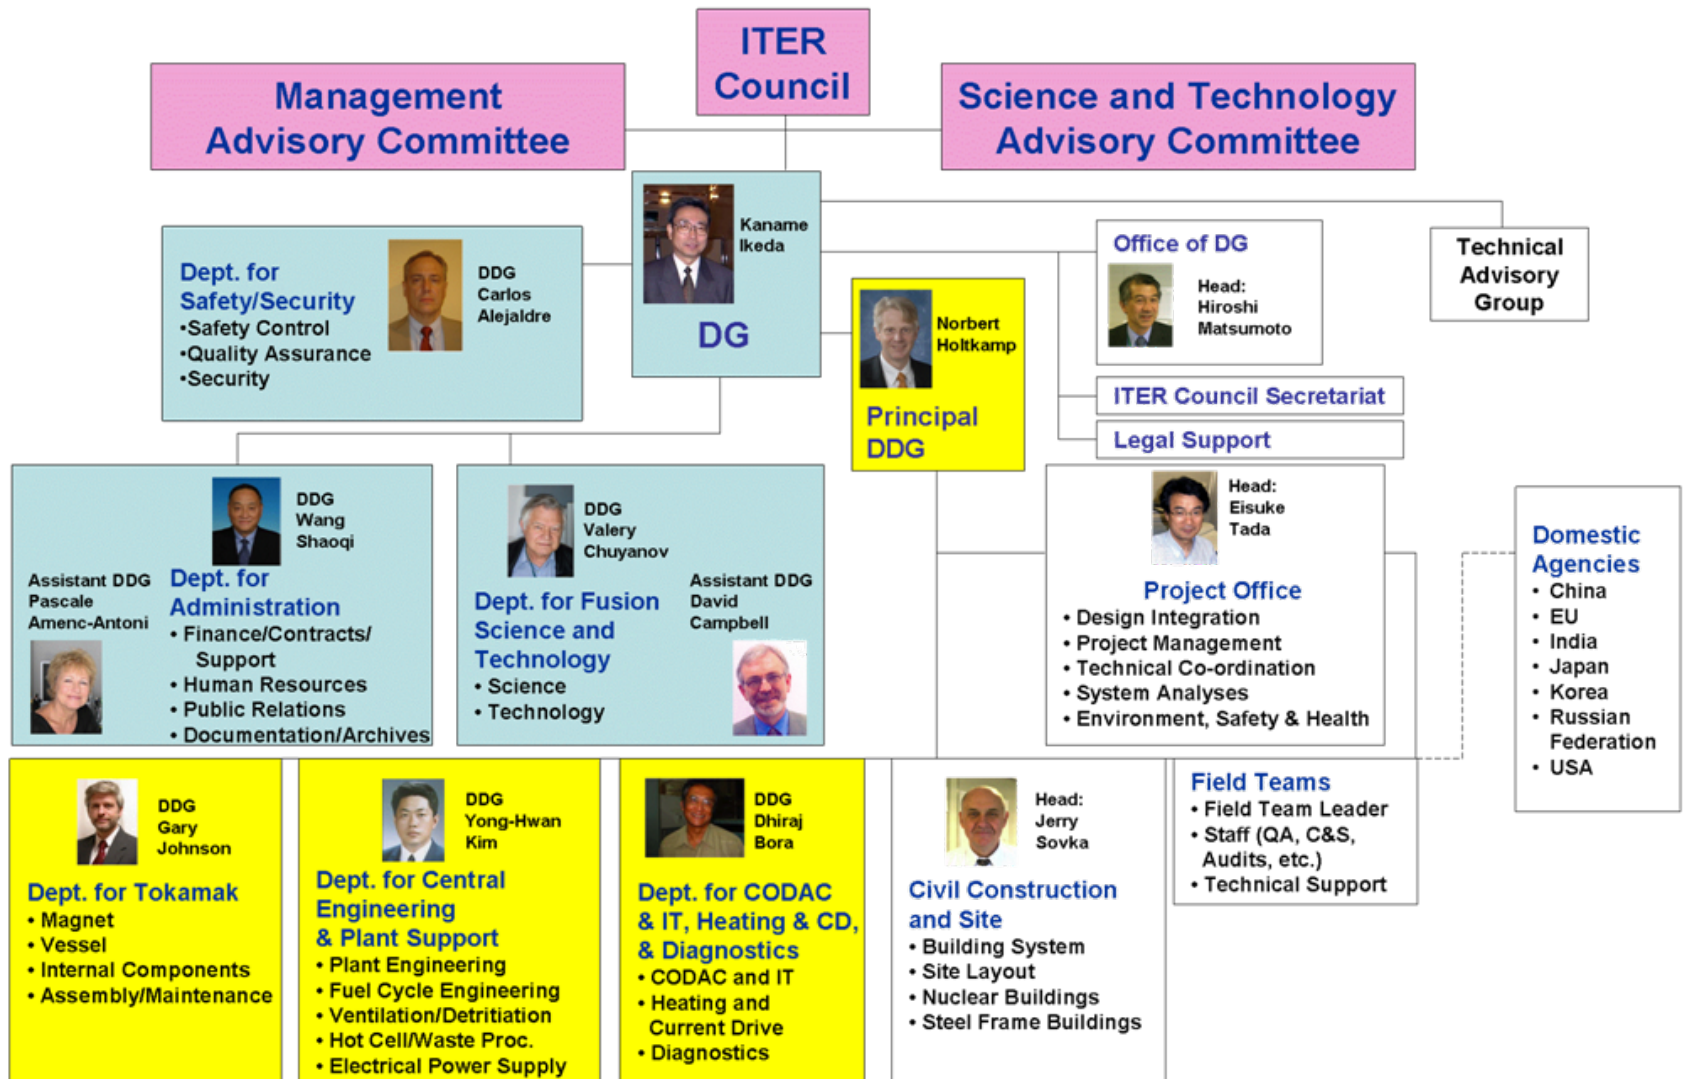 ITER
Council
Management
Advisory Committee
Science and Technology
Advisory Committee
Kaname
Ikeda
DG
Dept. for
Safety/Security
•Safety Control
•Quality Assurance
•Security
DDG
Carlos
Alejaldre
Norbert
Holtkamp
Principal
DDG
Office of DG
Head:
Hiroshi
Matsumoto
ITER Council Secretariat
Legal Support
Technical
Advisory
Group
DDG
Wang
Shaoqi
Assistant DDG
Pascale
Amenc-Antoni
Dept. for
Administration
• Finance/Contracts/
Support
• Human Resources
• Public Relations
• Documentation/Archives
DDG
Valery
Chuyanov
Assistant DDG
David
Campbell
Dept. for Fusion
Science and
Technology
• Science
• Technology
Head:
Eisuke
Tada
Project Office
• Design Integration
• Project Management
• Technical Co-ordination
• System Analyses
• Environment, Safety & Health
Domestic
Agencies
• China
• EU
• India
• Japan
• Korea
• Russian
Federation
• USA
DDG
Gary
Johnson
Dept. for Tokamak
• Magnet
• Vessel
• Internal Components
• Assembly/Maintenance
DDG
Yong-Hwan
Kim
Dept. for Central
Engineering
& Plant Support
• Plant Engineering
• Fuel Cycle Engineering
• Ventilation/Detritiation
• Hot Cell/Waste Proc.
• Electrical Power Supply
DDG
Dhiraj
Bora
Dept. for CODAC
& IT, Heating & CD,
& Diagnostics
• CODAC and IT
• Heating and
Current Drive
• Diagnostics
Head:
Jerry
Sovka
Civil Construction
and Site
• Building System
• Site Layout
• Nuclear Buildings
• Steel Frame Buildings
Field Teams
• Field Team Leader
• Staff (QA, C&S,
Audits, etc.)
• Technical Support